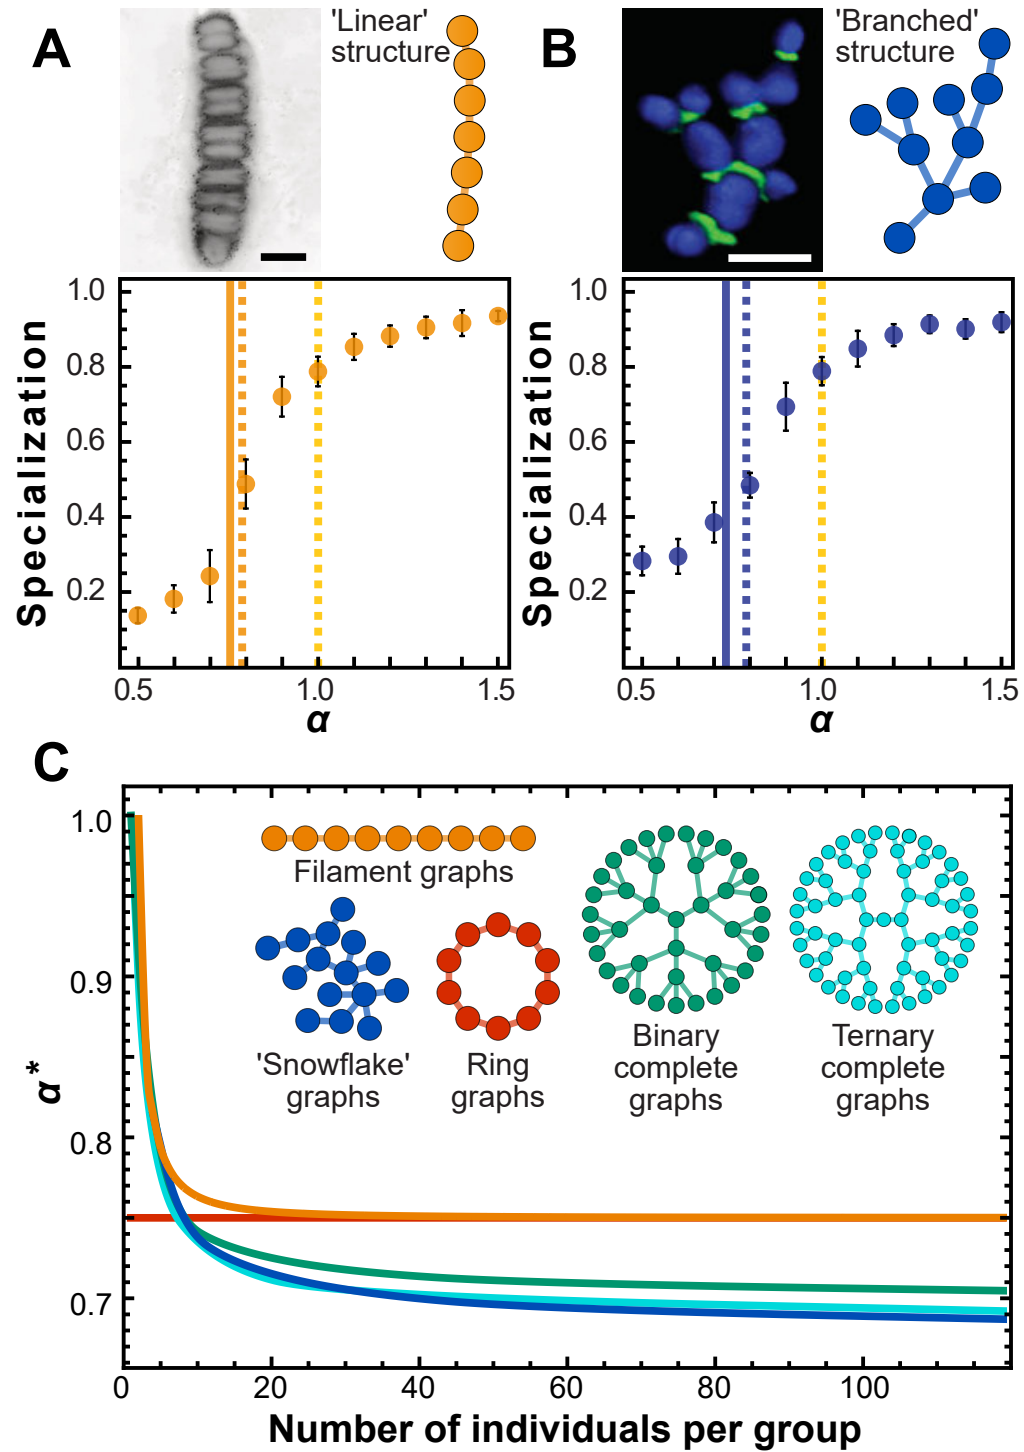 A
'Linear'
structure
B
'Branched'
structure
1.0
0.8
0.6
0.4
0.2
Specialization
0.5
1.0
1.5
α
1.0
0.8
0.6
0.4
0.2
Specialization
0.5
1.0
1.5
α
C
1.0
0.9
0.8
0.7
α*
Filament graphs
'Snowflake'
graphs
Ring
graphs
Binary
complete
graphs
Ternary
complete
graphs
0
20
40
60
80
100
Number of individuals per group